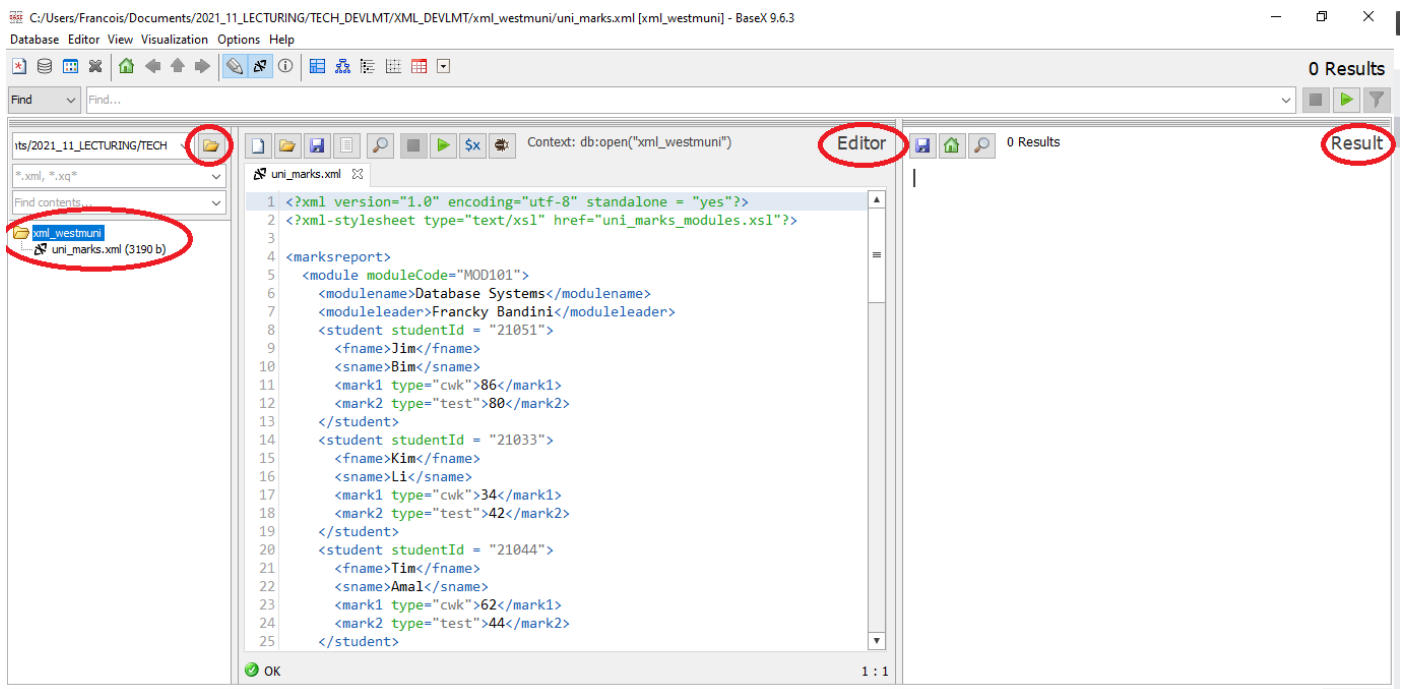 C:/Users/Francois/Documents/2021_11_LECTURING/TECH_DEVLMT/XML_DEVLMT/xml_westmuni/uni_marks.xml [xml_westmuni] - BaseX 9.6.3
Database Editor View Visualization Options Help
0 Results
Find Find...
its/2021_11_LECTURING/TECH
*.xml, *.xq*
Find contents...
xml_westmuni
uni_marks.xml (3190 b)
$x Context: db:open("xml_westmuni") Editor
uni_marks.xml
1 <?xml version="1.0" encoding="utf-8" standalone = "yes"?>
2 <?xml-stylesheet type="text/xsl" href="uni_marks_modules.xsl"?>
3
4 <marksreport>
5 <module moduleCode="MOD101">
6 <modulename>Database Systems</modulename>
7 <moduleleader>Francky Bandini</moduleleader>
8 <student studentId = "21051">
9 <fname>Jim</fname>
10 <sname>Bim</sname>
11 <mark1 type="cwk">86</mark1>
12 <mark2 type="test">80</mark2>
13 </student>
14 <student studentId = "21033">
15 <fname>Kim</fname>
16 <sname>Li</sname>
17 <mark1 type="cwk">34</mark1>
18 <mark2 type="test">42</mark2>
19 </student>
20 <student studentId = "21044">
21 <fname>Tim</fname>
22 <sname>Amal</sname>
23 <mark1 type="cwk">62</mark1>
24 <mark2 type="test">44</mark2>
25 </student>
OK 1 : 1
0 Results Result